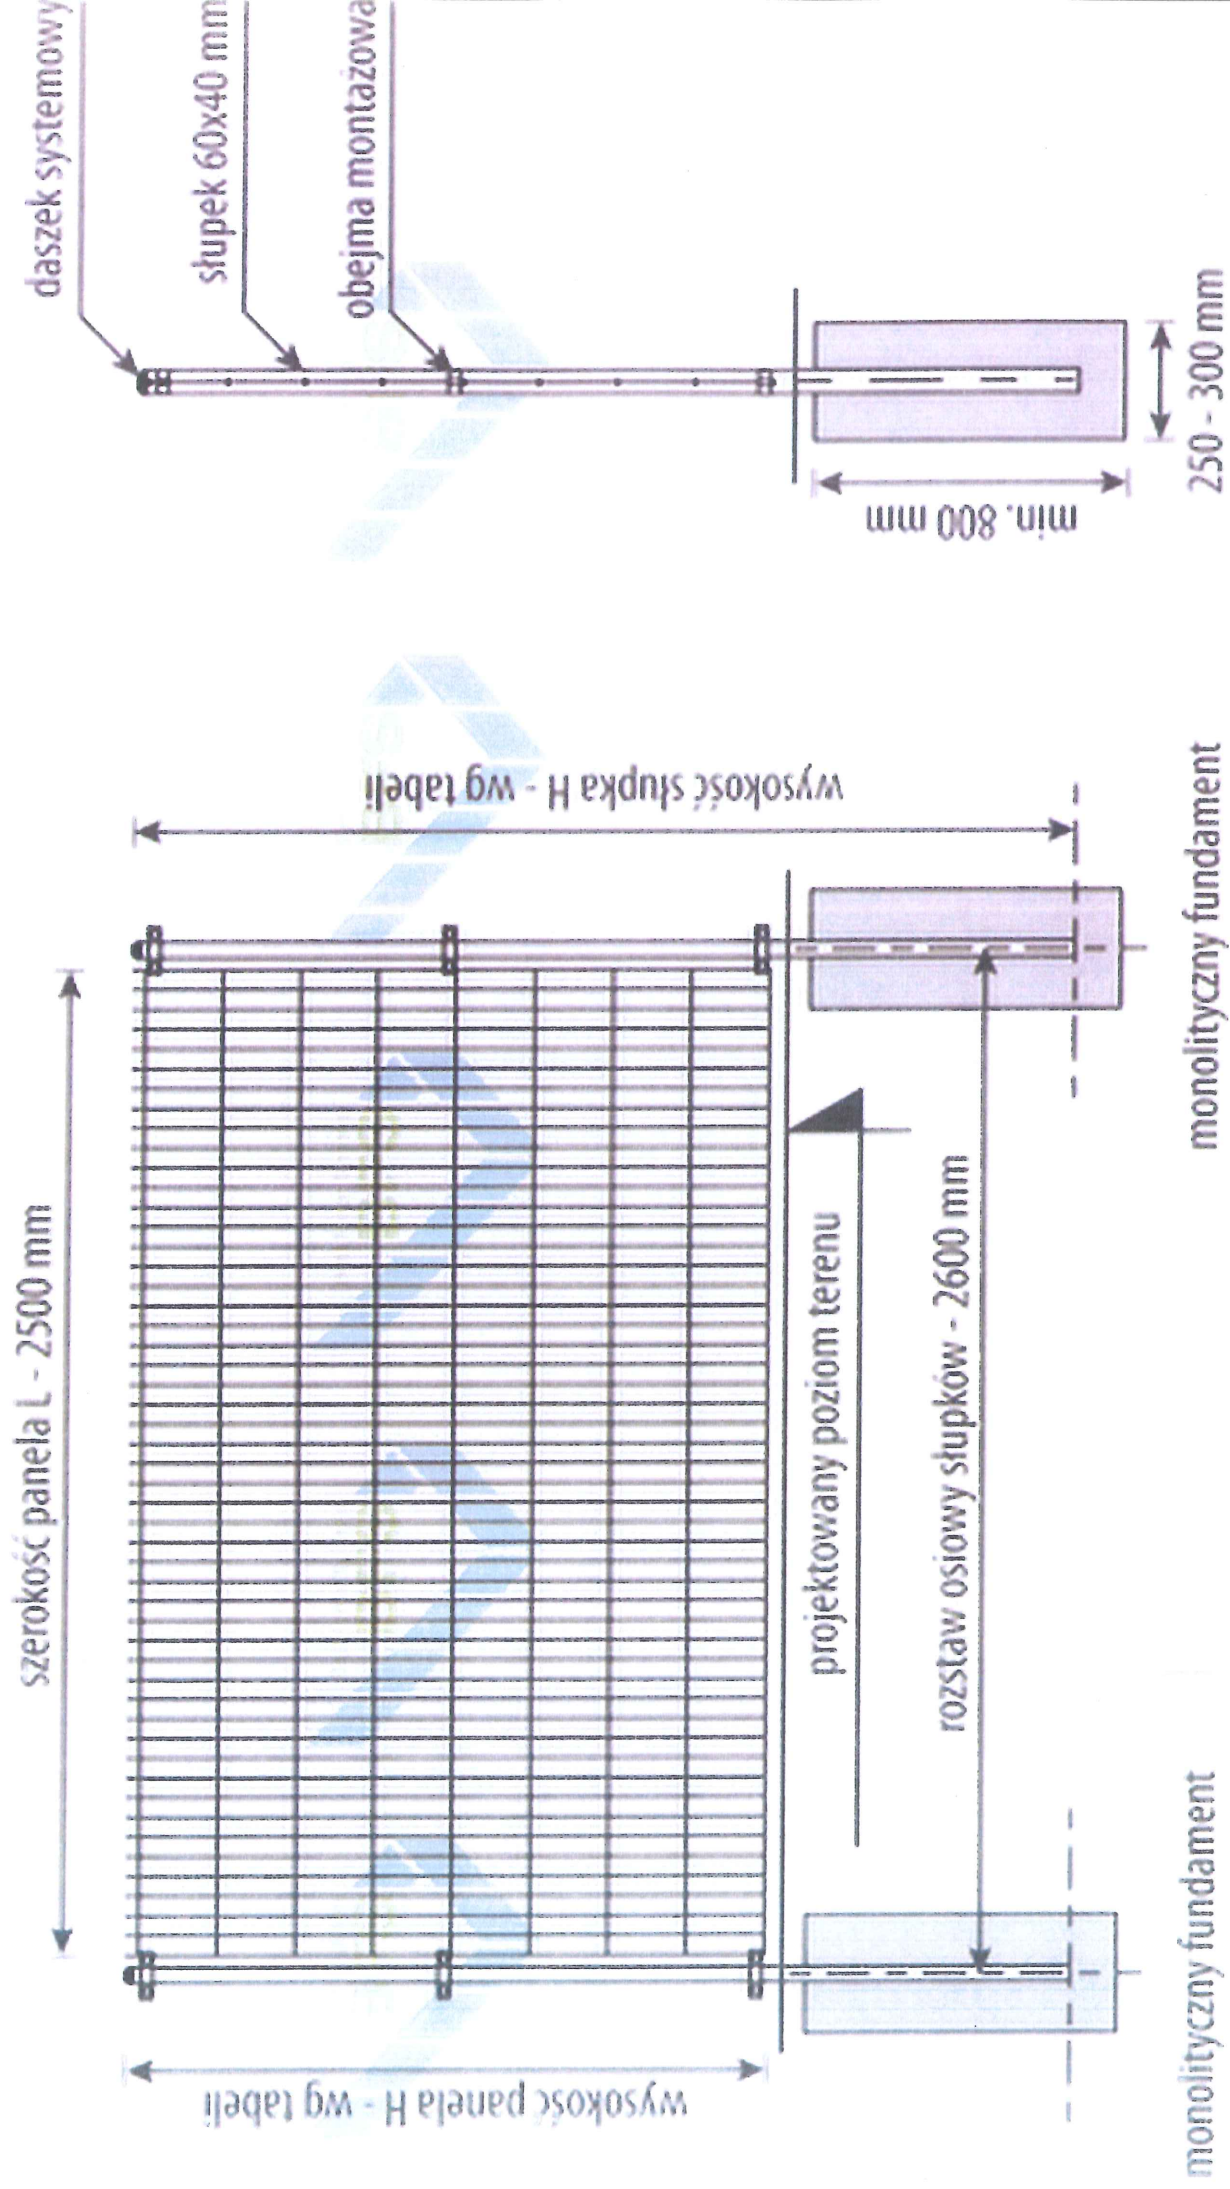 szerokość panela L - 2500 mm
wysokość panela H - wg tabeli
wysokość słupka H - wg tabeli
projektowany poziom terenu
rozstaw osiowy słupków - 2600 mm
monolityczny fundament
monolityczny fundament
daszek systemowy
słupek 60x40 mm
obejma montażowa
min. 800 mm
250 - 300 mm